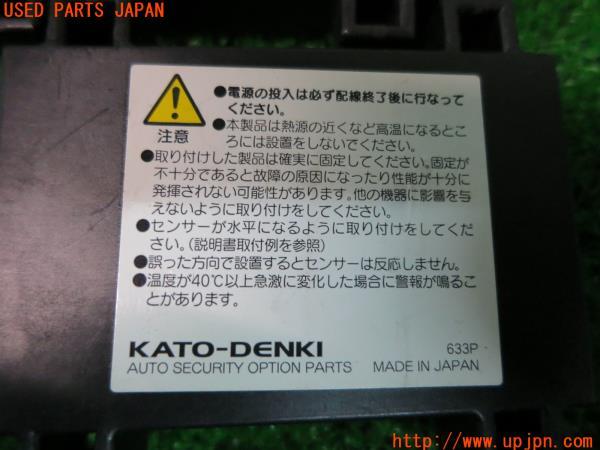 USED PARTS JAPAN
注意
●電源の投入は必ず配線終了後に行なって
ください。
●本製品は熱源の近くなど高温になるとこ
ろには設置をしないでください。
●取り付けした製品は確実に固定してください。固定が
不十分であると故障の原因になったり性能が十分に
発揮されない可能性があります。他の機器に影響を与
えないように取り付けをしてください。
●センサーが水平になるように取り付けをしてくだ
さい。(説明書取付例を参照)
●誤った方向で設置するとセンサーは反応しません。
●温度が40℃以上急激に変化した場合に警報が鳴るこ
とがあります。
KATO-DENKI 633P
AUTO SECURITY OPTION PARTS MADE IN JAPAN
http://www.upjpn.com/